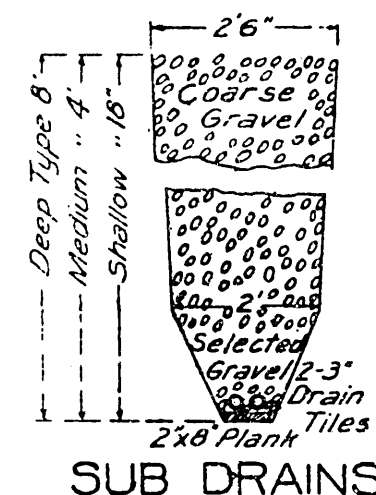 2'6"
Deep Type 8'
Medium " 4'
Shallow " 18"
Coarse
Gravel
2'
Selected
Gravel
2-3"
Drain
Tiles
2"x8" Plank
SUB DRAINS